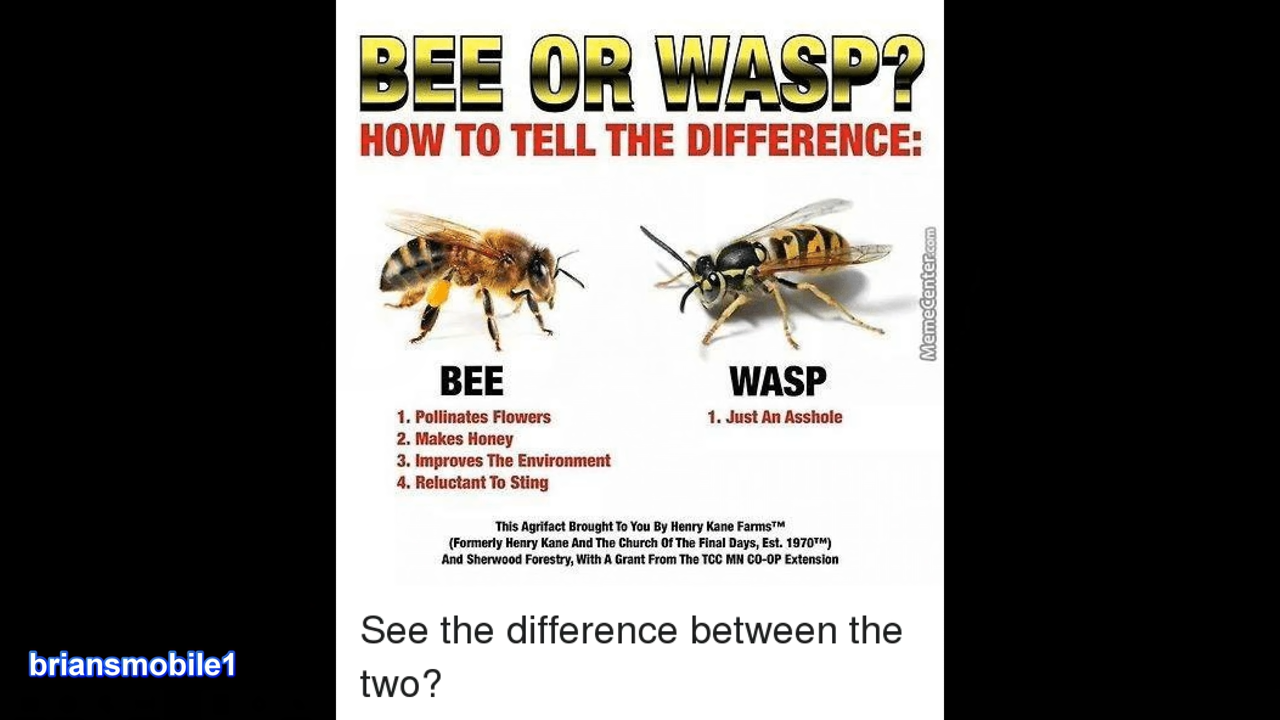 BEE OR WASP?
HOW TO TELL THE DIFFERENCE:
MemeCenter.com
BEE
1. Pollinates Flowers
2. Makes Honey
3. Improves The Environment
4. Reluctant To Sting
WASP
1. Just An Asshole
This Agrifact Brought To You By Henry Kane Farms™
(Formerly Henry Kane And The Church Of The Final Days, Est. 1970™)
And Sherwood Forestry, With A Grant From The TCC MN CO-OP Extension
See the difference between the
two?
briansmobile1